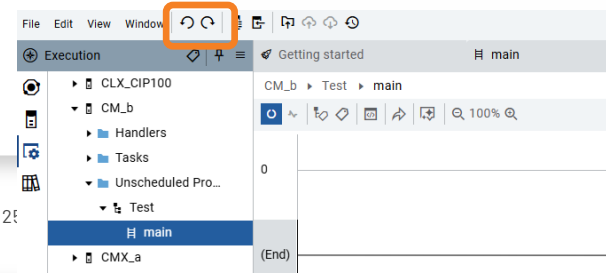 File Edit View Window
Execution
Getting started
main
CLX_CIP100
CM_b
Handlers
Tasks
Unscheduled Pro...
Test
main
CMX_a
CM_b Test main
100%
0
(End)
25